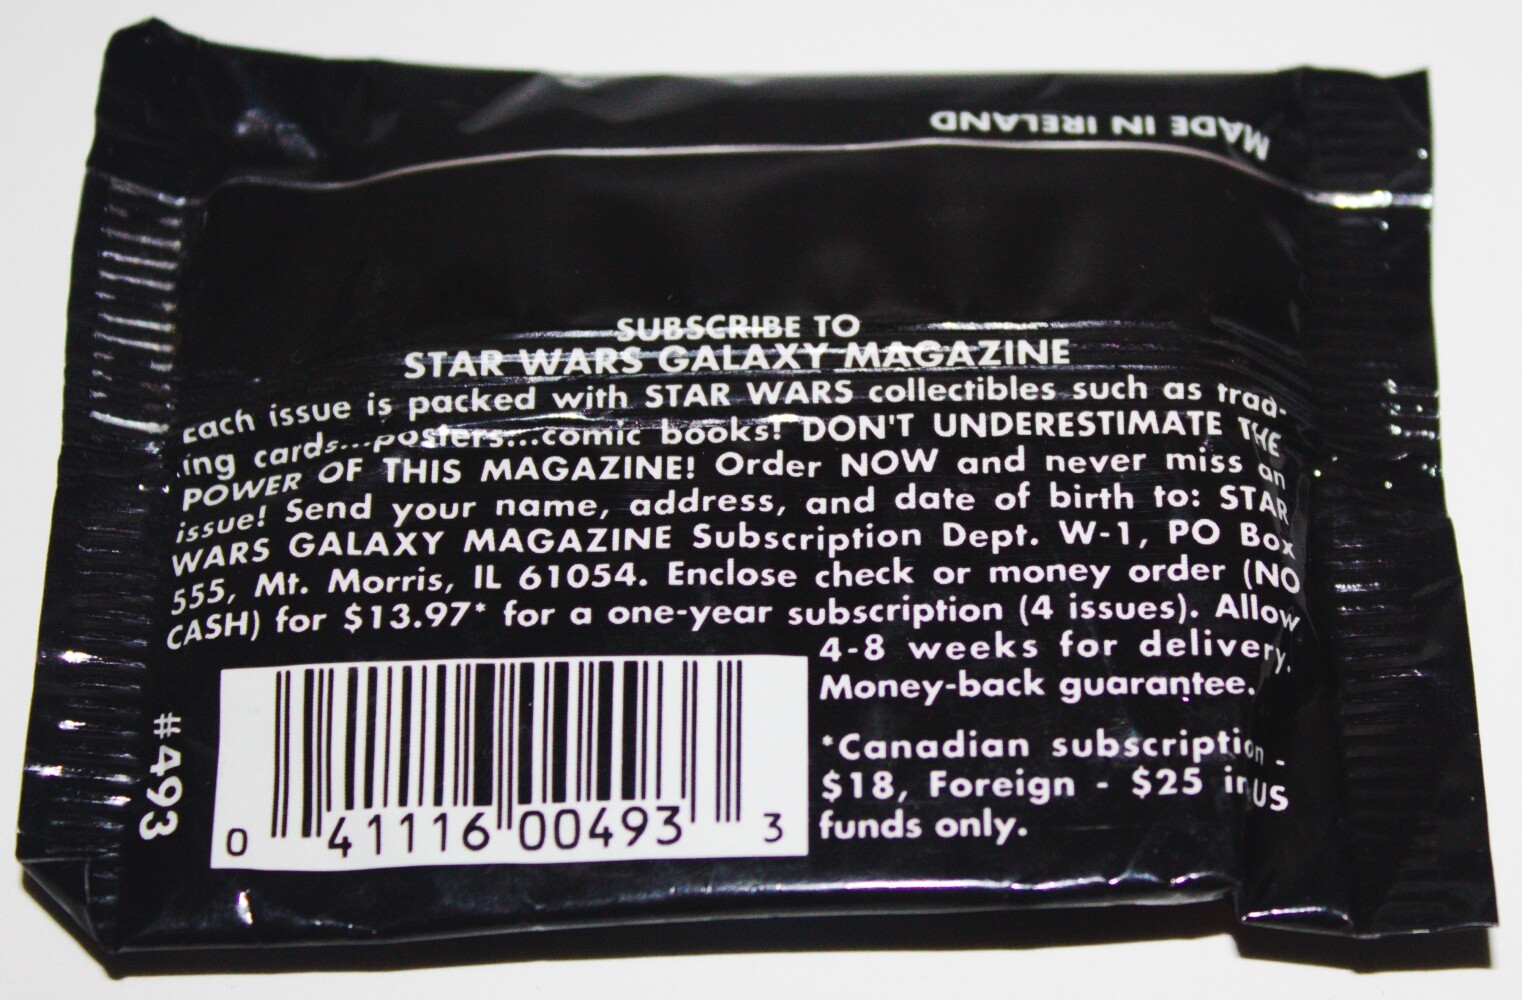 MADE IN IRELAND
SUBSCRIBE TO
STAR WARS GALAXY MAGAZINE
Each issue is packed with STAR WARS collectibles such as trad-
ing cards...posters...comic books! DON'T UNDERESTIMATE THE
POWER OF THIS MAGAZINE! Order NOW and never miss an
issue! Send your name, address, and date of birth to: STAR
WARS GALAXY MAGAZINE Subscription Dept. W-1, PO Box
555, Mt. Morris, IL 61054. Enclose check or money order (NO
CASH) for $13.97* for a one-year subscription (4 issues). Allow
4-8 weeks for delivery.
Money-back guarantee.
*Canadian subscription -
$18, Foreign - $25 in US
funds only.
#493
0 41116 00493 3